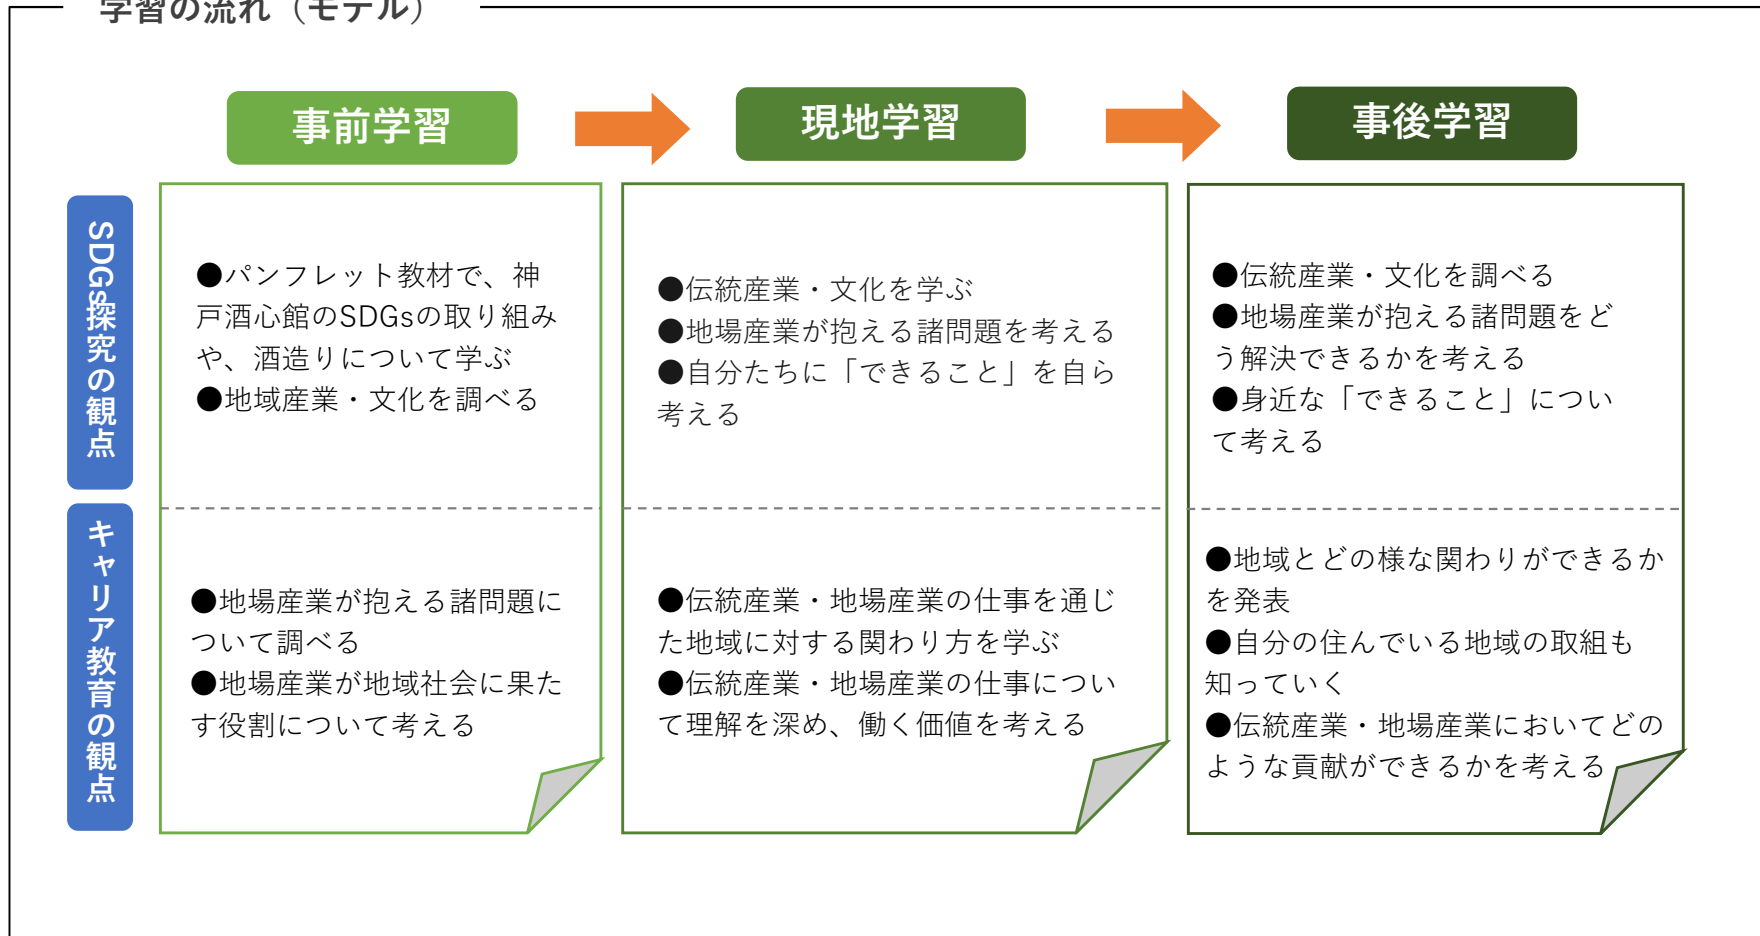 学習の流れ（モデル）
事前学習
現地学習
事後学習
SDGs探究の観点
●パンフレット教材で、神
戸酒心館のSDGsの取り組み
や、酒造りについて学ぶ
●地域産業・文化を調べる
●伝統産業・文化を学ぶ
●地場産業が抱える諸問題を考える
●自分たちに「できること」を自ら
考える
●伝統産業・文化を調べる
●地場産業が抱える諸問題をど
う解決できるかを考える
●身近な「できること」につい
て考える
キャリア教育の観点
●地場産業が抱える諸問題に
ついて調べる
●地場産業が地域社会に果た
す役割について考える
●伝統産業・地場産業の仕事を通じ
た地域に対する関わり方を学ぶ
●伝統産業・地場産業の仕事につい
て理解を深め、働く価値を考える
●地域とどの様な関わりができるか
を発表
●自分の住んでいる地域の取組も
知っていく
●伝統産業・地場産業においてどの
ような貢献ができるかを考える